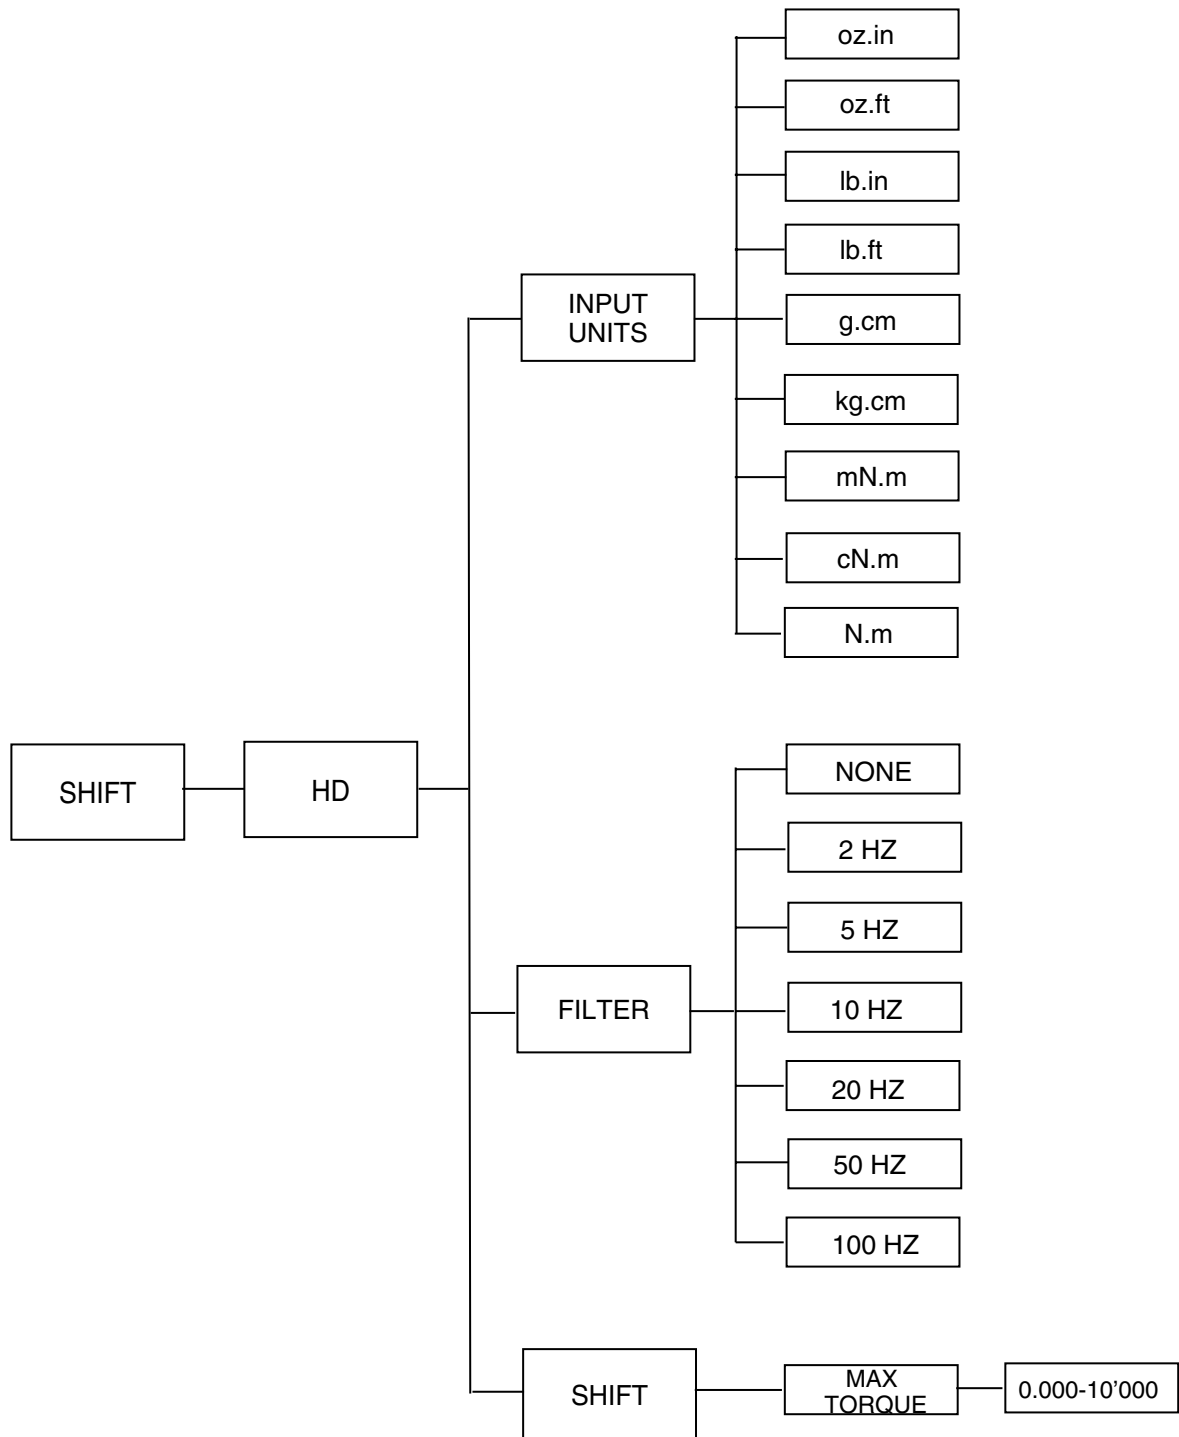 oz.in
oz.ft
lb.in
lb.ft
INPUT
UNITS
g.cm
kg.cm
mN.m
cN.m
N.m
SHIFT
HD
NONE
2 HZ
5 HZ
FILTER
10 HZ
20 HZ
50 HZ
100 HZ
SHIFT
MAX
TORQUE
0.000-10'000